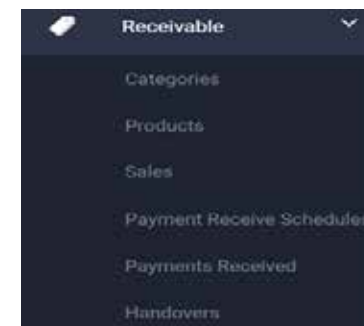 Receivable
Categories
Products
Sales
Payment Receive Schedules
Payments Received
Handovers